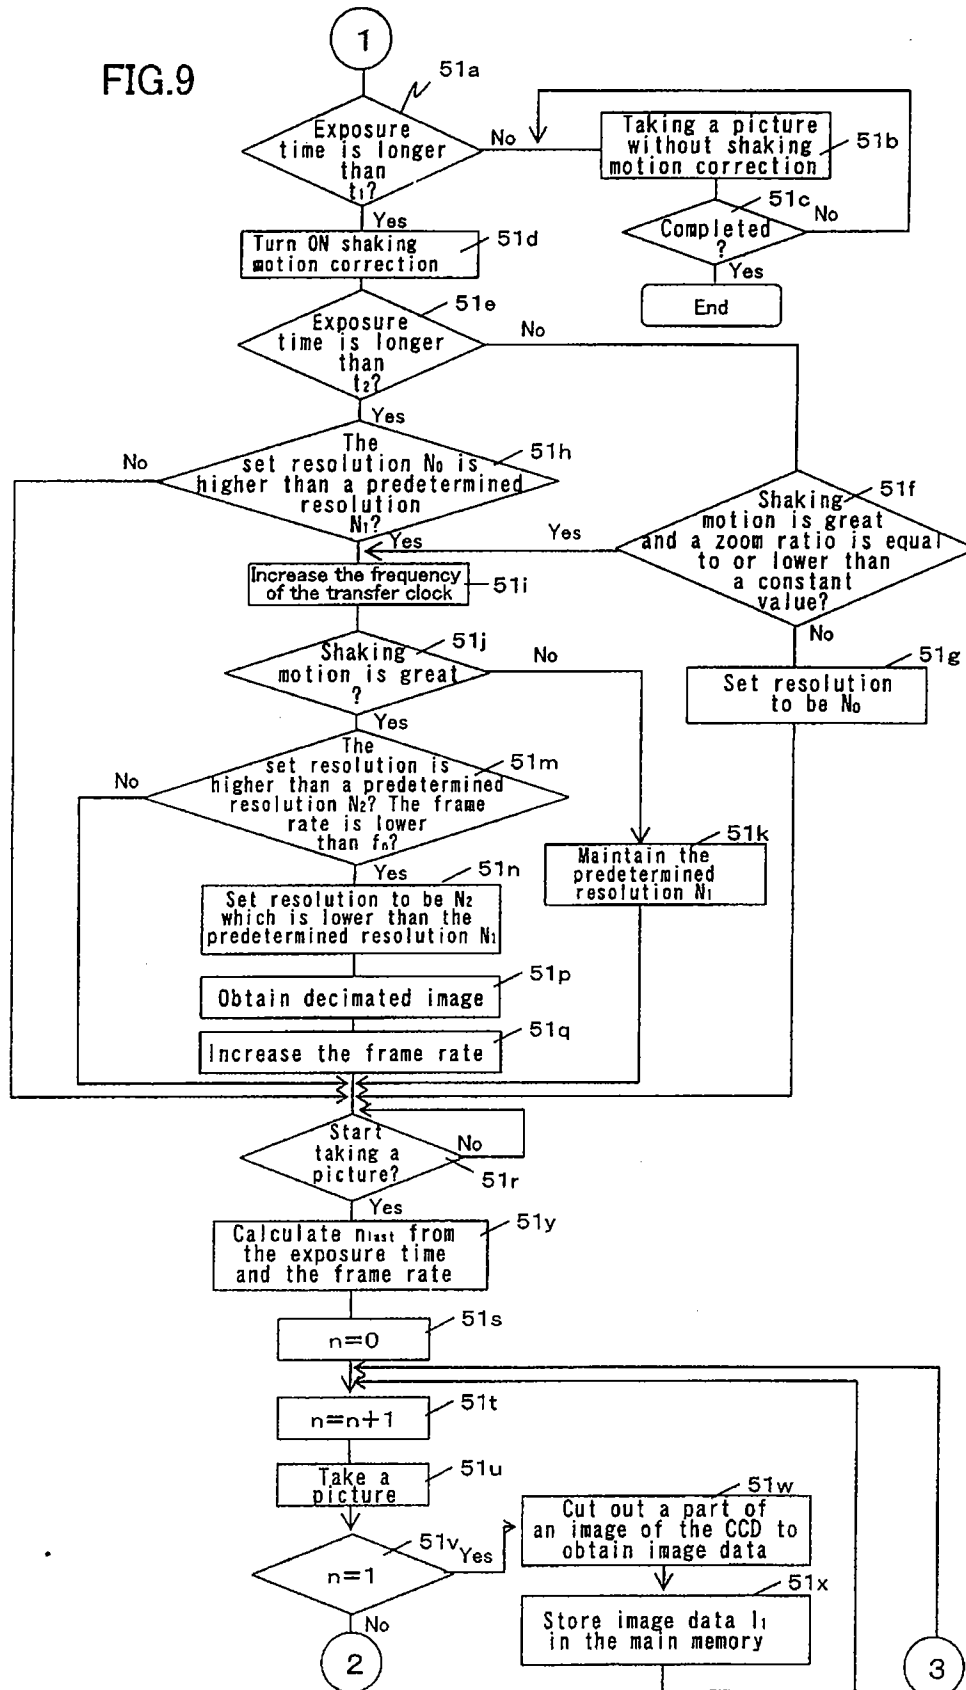 1
FIG.9
51a
Exposure
time is longer
than
t1?
No
Taking a picture
without shaking
motion correction
51b
51c
Completed
?
No
Yes
End
Yes
Turn ON shaking
motion correction
51d
51e
Exposure
time is longer
than
t2?
No
Yes
The
set resolution N0 is
higher than a predetermined
resolution
N1?
51h
No
Yes
51f
Shaking
motion is great
and a zoom ratio is equal
to or lower than
a constant
value?
Yes
No
Increase the frequency
of the transfer clock
51i
51j
Shaking
motion is great
?
No
Yes
51g
Set resolution
to be N0
The
set resolution is
higher than a predetermined
resolution N2? The frame
rate is lower
than fn?
51m
No
Yes
51k
Maintain the
predetermined
resolution N1
51n
Set resolution to be N2
which is lower than the
predetermined resolution N1
51p
Obtain decimated image
51q
Increase the frame rate
Start
taking a
picture?
No
51r
Yes
51y
Calculate nlast from
the exposure time
and the frame rate
51s
n=0
51t
n=n+1
51u
Take a
picture
51v
n=1
Yes
No
51w
Cut out a part of
an image of the CCD to
obtain image data
51x
Store image data I1
in the main memory
2
3